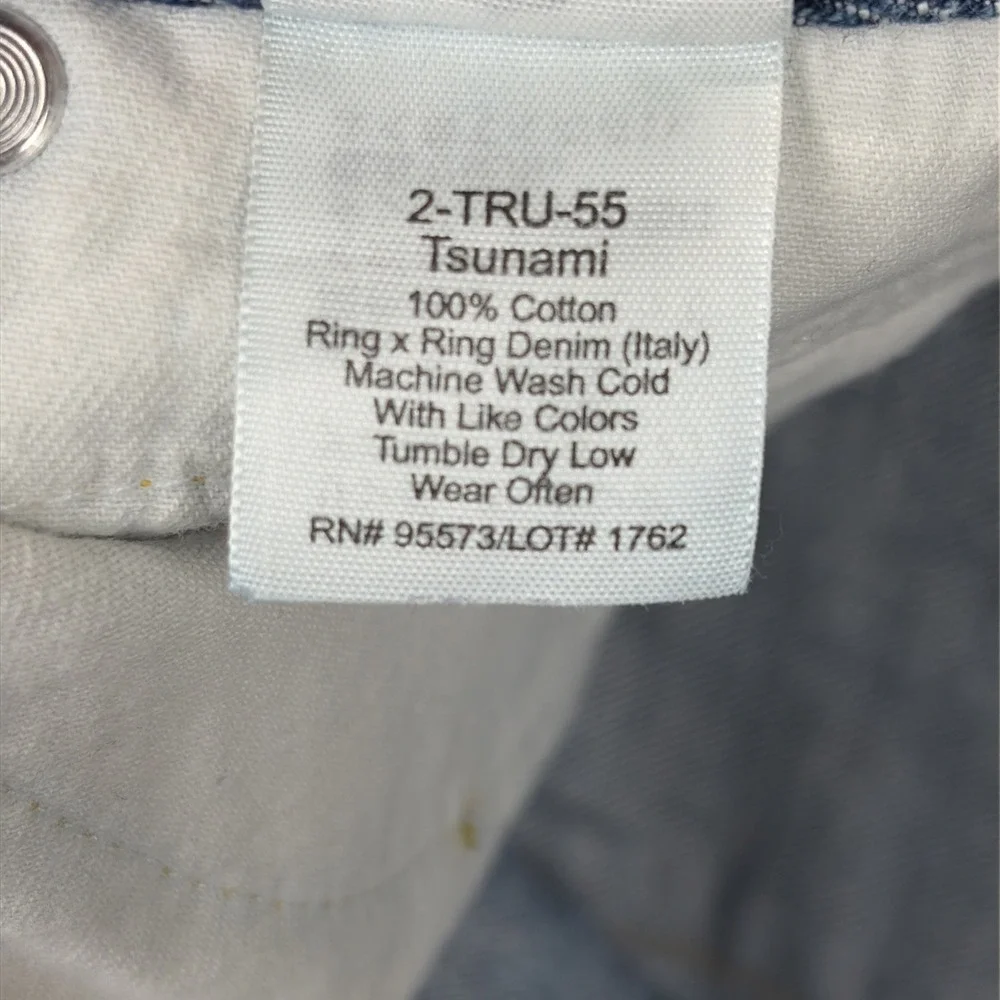 2-TRU-55
Tsunami
100% Cotton
Ring x Ring Denim (Italy)
Machine Wash Cold
With Like Colors
Tumble Dry Low
Wear Often
RN# 95573/LOT# 1762